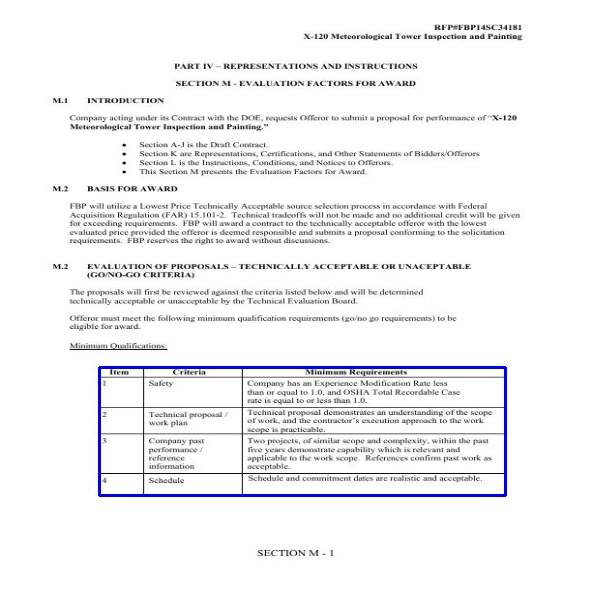 RFP#FBP14SC34181
X-120 Meteorological Tower Inspection and Painting
PART IV – REPRESENTATIONS AND INSTRUCTIONS
SECTION M - EVALUATION FACTORS FOR AWARD
M.1 INTRODUCTION
Company acting under its Contract with the DOE, requests Offeror to submit a proposal for performance of “X-120
Meteorological Tower Inspection and Painting.”
• Section A-J is the Draft Contract.
• Section K are Representations, Certifications, and Other Statements of Bidders/Offerors
• Section L is the Instructions, Conditions, and Notices to Offerors.
• This Section M presents the Evaluation Factors for Award.
M.2 BASIS FOR AWARD
FBP will utilize a Lowest Price Technically Acceptable source selection process in accordance with Federal
Acquisition Regulation (FAR) 15.101-2. Technical tradeoffs will not be made and no additional credit will be given
for exceeding requirements. FBP will award a contract to the technically acceptable offeror with the lowest
evaluated price provided the offeror is deemed responsible and submits a proposal conforming to the solicitation
requirements. FBP reserves the right to award without discussions.
M.2 EVALUATION OF PROPOSALS – TECHNICALLY ACCEPTABLE OR UNACEPTABLE
(GO/NO-GO CRITERIA)
The proposals will first be reviewed against the criteria listed below and will be determined
technically acceptable or unacceptable by the Technical Evaluation Board.
Offeror must meet the following minimum qualification requirements (go/no go requirements) to be
eligible for award.
Minimum Qualifications:
Item Criteria Minimum Requirements
1 Safety Company has an Experience Modification Rate less
than or equal to 1.0, and OSHA Total Recordable Case
rate is equal to or less than 1.0.
2 Technical proposal / Technical proposal demonstrates an understanding of the scope
work plan of work, and the contractor’s execution approach to the work
scope is practicable.
3 Company past Two projects, of similar scope and complexity, within the past
performance / five years demonstrate capability which is relevant and
reference applicable to the work scope. References confirm past work as
information acceptable.
4 Schedule Schedule and commitment dates are realistic and acceptable.
SECTION M - 1